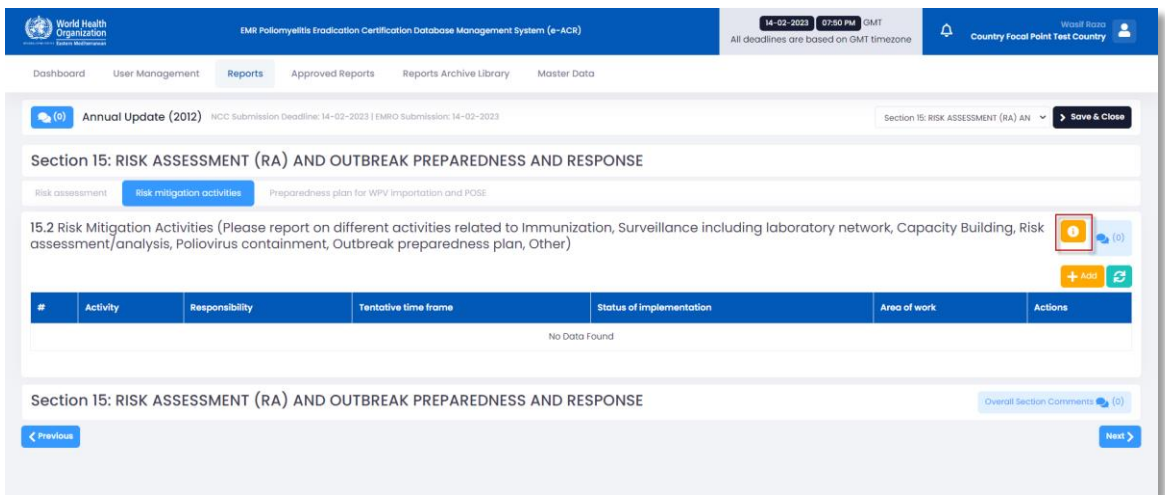 World Health
Organization
Eastern Mediterranean
EMR Poliomyelitis Eradication Certification Database Management System (e-ACR)
14-02-2023 07:50 PM GMT
All deadlines are based on GMT timezone
Wasif Raza
Country Focal Point Test Country
Dashboard User Management Reports Approved Reports Reports Archive Library Master Data
(0) Annual Update (2012) NCC Submission Deadline: 14-02-2023 | EMRO Submission: 14-02-2023
Section 15: RISK ASSESSMENT (RA) AN
Save & Close
Section 15: RISK ASSESSMENT (RA) AND OUTBREAK PREPAREDNESS AND RESPONSE
Risk assessment Risk mitigation activities Preparedness plan for WPV importation and POSE
15.2 Risk Mitigation Activities (Please report on different activities related to Immunization, Surveillance including laboratory network, Capacity Building, Risk
assessment/analysis, Poliovirus containment, Outbreak preparedness plan, Other)
(0)
+ Add
# Activity Responsibility Tentative time frame Status of implementation Area of work Actions
No Data Found
Section 15: RISK ASSESSMENT (RA) AND OUTBREAK PREPAREDNESS AND RESPONSE
Overall Section Comments (0)
Previous
Next